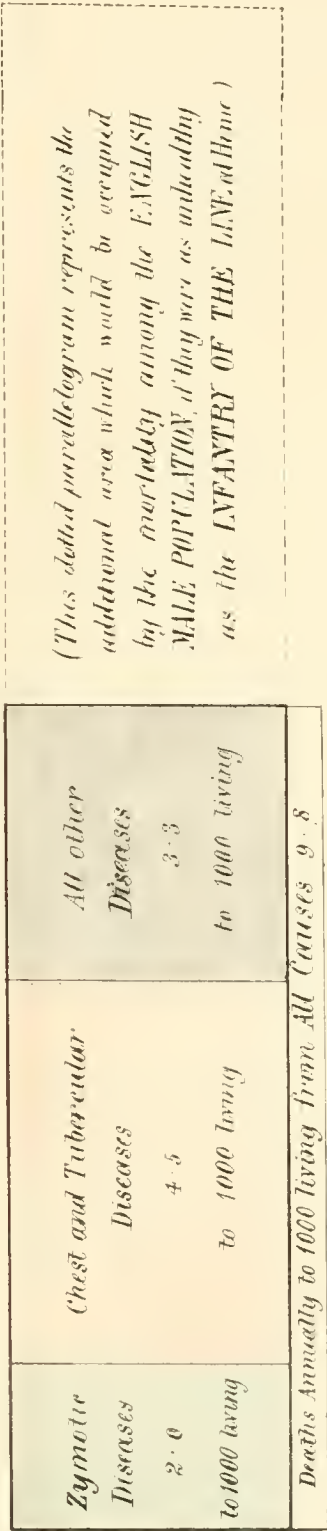 Zymotic
Diseases
2·0
to 1000 living
Chest and Tubercular
Diseases
4·5
to 1000 living
All other
Diseases
3·3
to 1000 living
(This dotted parallelogram represents the
additional area which would be occupied
by the mortality among the ENGLISH
MALE POPULATION, if they were as unhealthy
as the INFANTRY OF THE LINE at Home)
Deaths Annually to 1000 living from All Causes 9·8